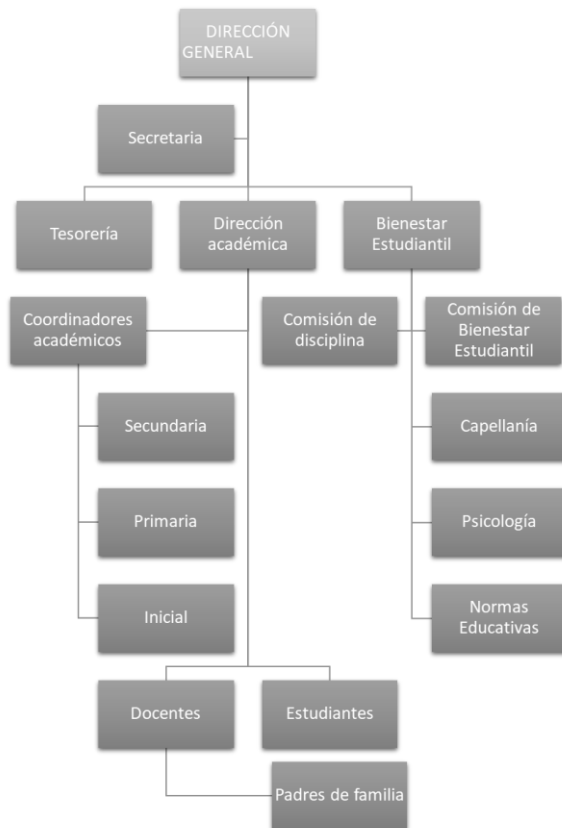 DIRECCIÓN
GENERAL
Secretaria
Tesorería
Dirección
académica
Bienestar
Estudiantil
Coordinadores
académicos
Comisión de
disciplina
Comisión de
Bienestar
Estudiantil
Secundaria
Capellanía
Primaria
Psicología
Inicial
Normas
Educativas
Docentes
Estudiantes
Padres de familia